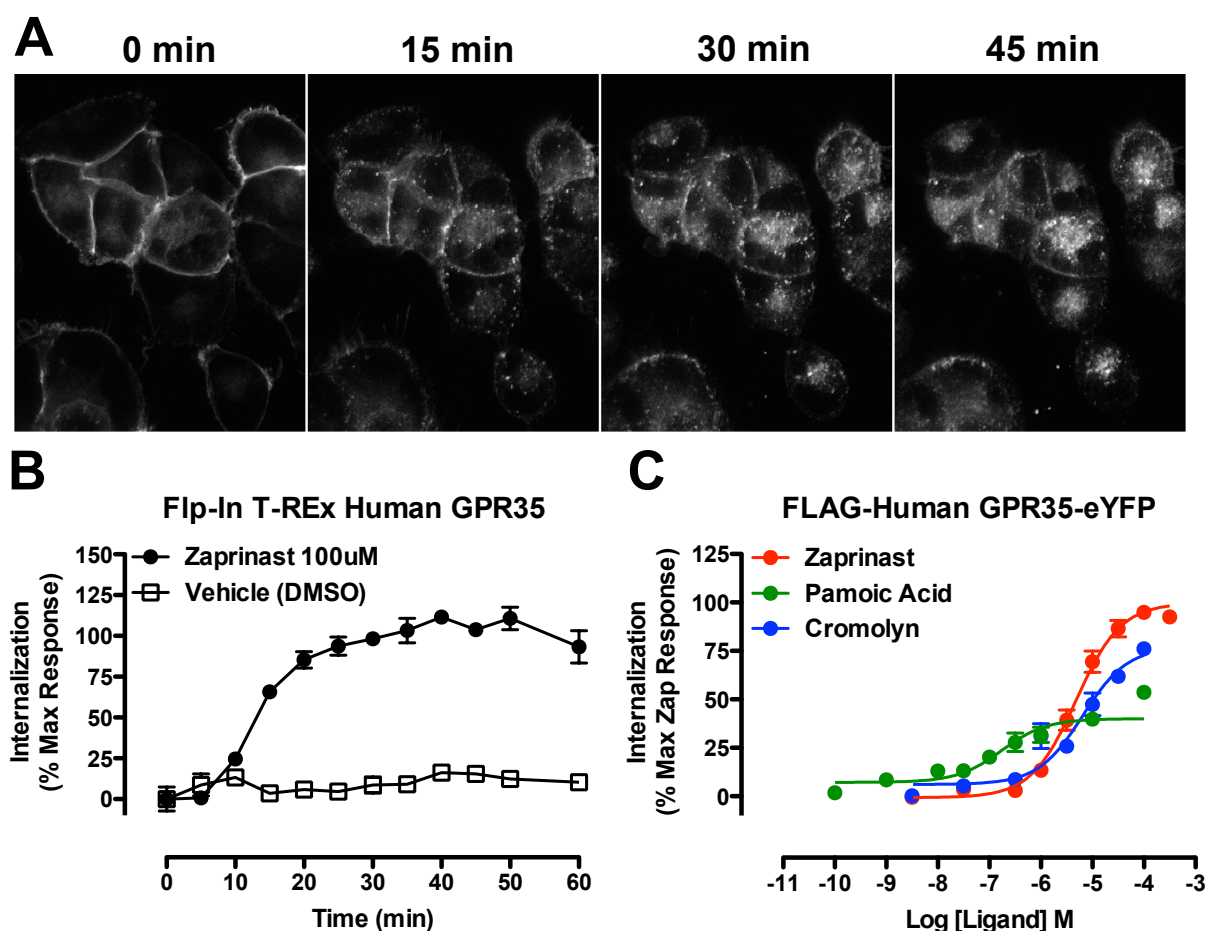 A
0 min 15 min 30 min 45 min
B
Flp-In T-REx Human GPR35
Zaprinast 100uM
Vehicle (DMSO)
Internalization
(% Max Response)
150
125
100
75
50
25
0
0 10 20 30 40 50 60
Time (min)
C
FLAG-Human GPR35-eYFP
Zaprinast
Pamoic Acid
Cromolyn
Internalization
(% Max Zap Response)
125
100
75
50
25
0
-11 -10 -9 -8 -7 -6 -5 -4 -3
Log [Ligand] M